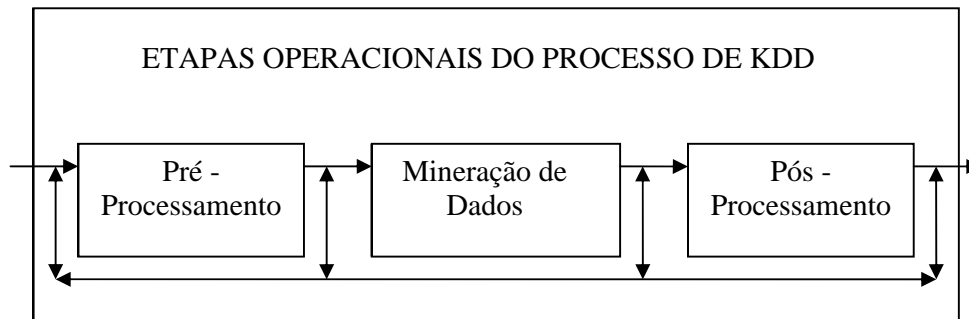 ETAPAS OPERACIONAIS DO PROCESSO DE KDD
Pré -
Processamento
Mineração de
Dados
Pós -
Processamento